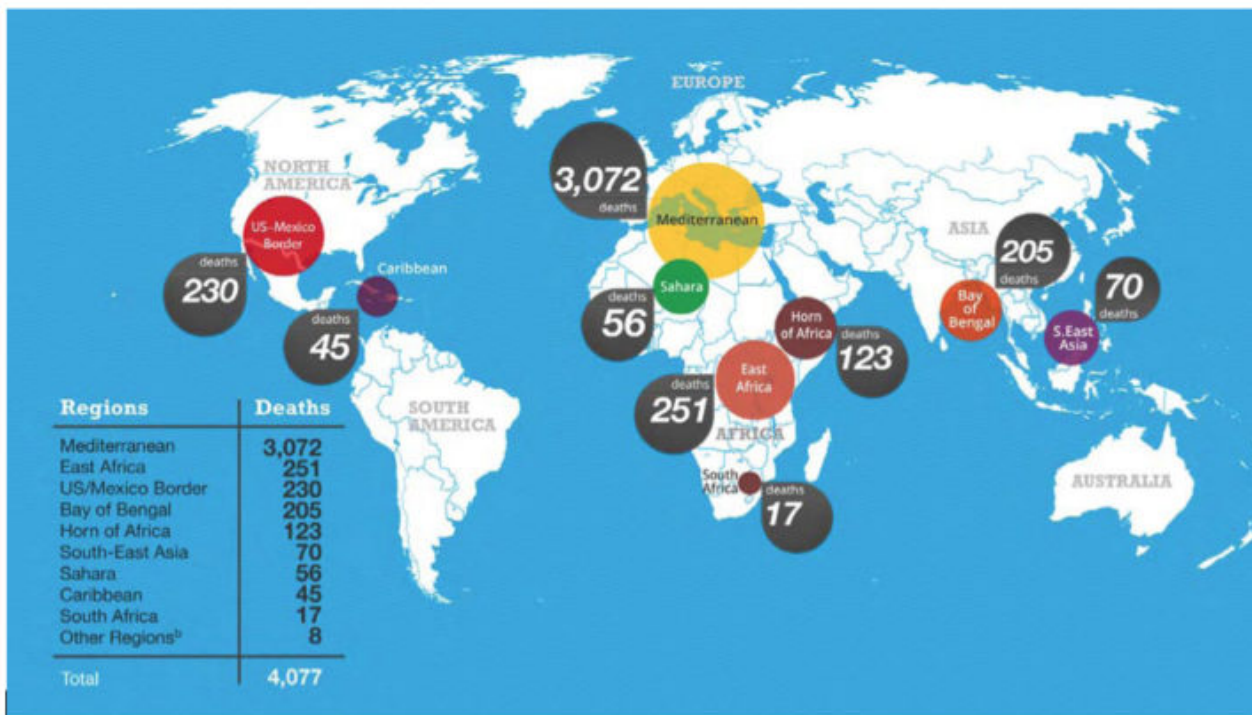 EUROPE
NORTH
AMERICA
3,072
deaths
Mediterranean
US-Mexico
Border
ASIA
205
deaths
deaths
230
Caribbean
Sahara
deaths
56
Bay
of
Bengal
70
deaths
deaths
45
Horn
of Africa
deaths
123
S.East
Asia
East
Africa
deaths
251
SOUTH
AMERICA
AFRICA
South
Africa
deaths
17
AUSTRALIA
Regions Deaths
Mediterranean 3,072
East Africa 251
US/Mexico Border 230
Bay of Bengal 205
Horn of Africa 123
South-East Asia 70
Sahara 56
Caribbean 45
South Africa 17
Other Regionsᵇ 8
Total 4,077